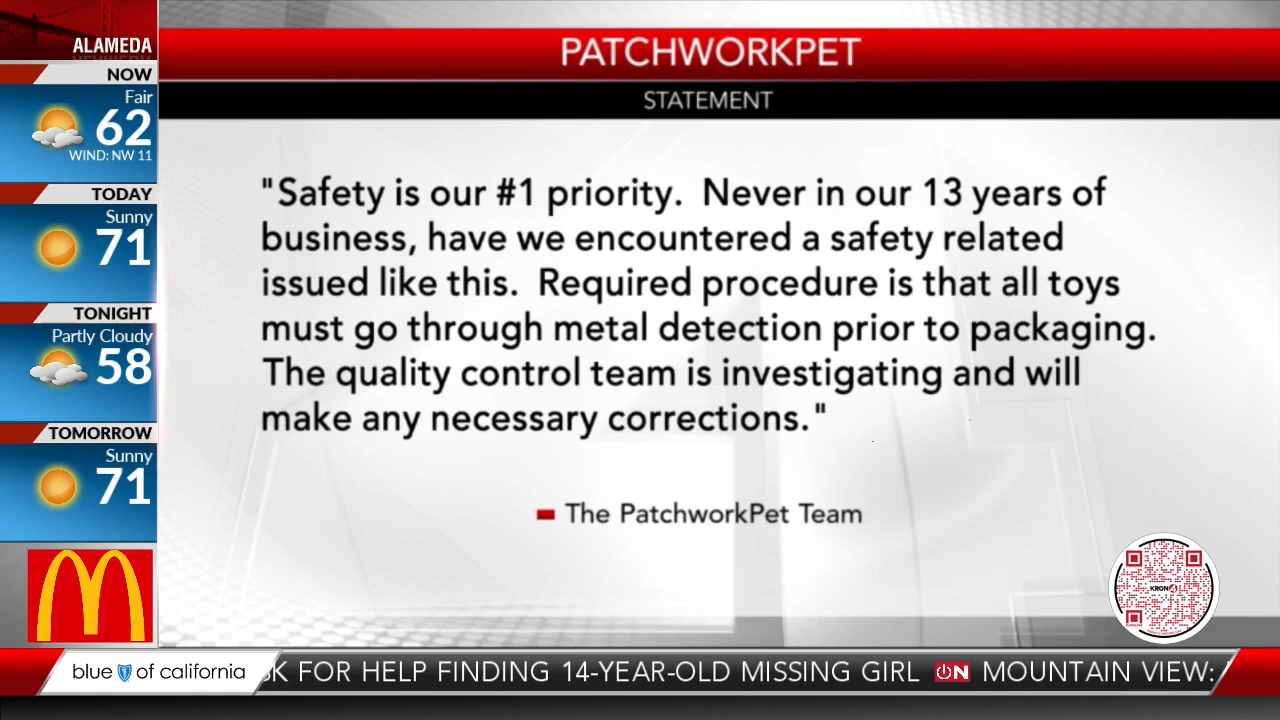 ALAMEDA
NOW
Fair
62
WIND: NW 11
TODAY
Sunny
71
TONIGHT
Partly Cloudy
58
TOMORROW
Sunny
71
PATCHWORKPET
STATEMENT
"Safety is our #1 priority. Never in our 13 years of
business, have we encountered a safety related
issued like this. Required procedure is that all toys
must go through metal detection prior to packaging.
The quality control team is investigating and will
make any necessary corrections."
The PatchworkPet Team
KRON4
blue of california
K FOR HELP FINDING 14-YEAR-OLD MISSING GIRL ON MOUNTAIN VIEW: